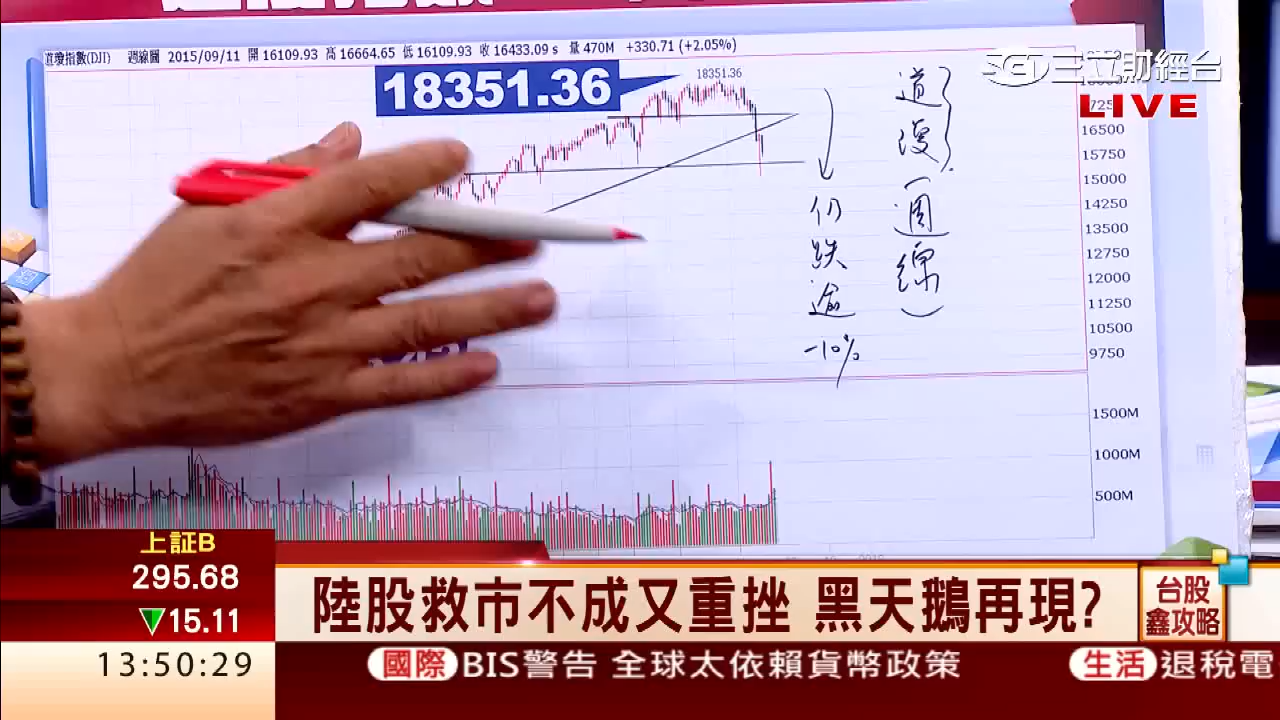 道瓊指數(DJI) 週線圖 2015/09/11 開 16109.93 高 16664.65 低 16109.93 收 16433.09 s 量 470M +330.71 (+2.05%)
18351.36
18351.36
三立財經台
LIVE
16500
15750
15000
14250
13500
12750
12000
11250
10500
9750
1500M
1000M
500M
道瓊
(週線)
仍跌逾
-10%
上証B
295.68
▼15.11
13:50:29
陸股救市不成又重挫 黑天鵝再現?
台股
鑫攻略
國際 BIS警告 全球太依賴貨幣政策
生活 退稅電